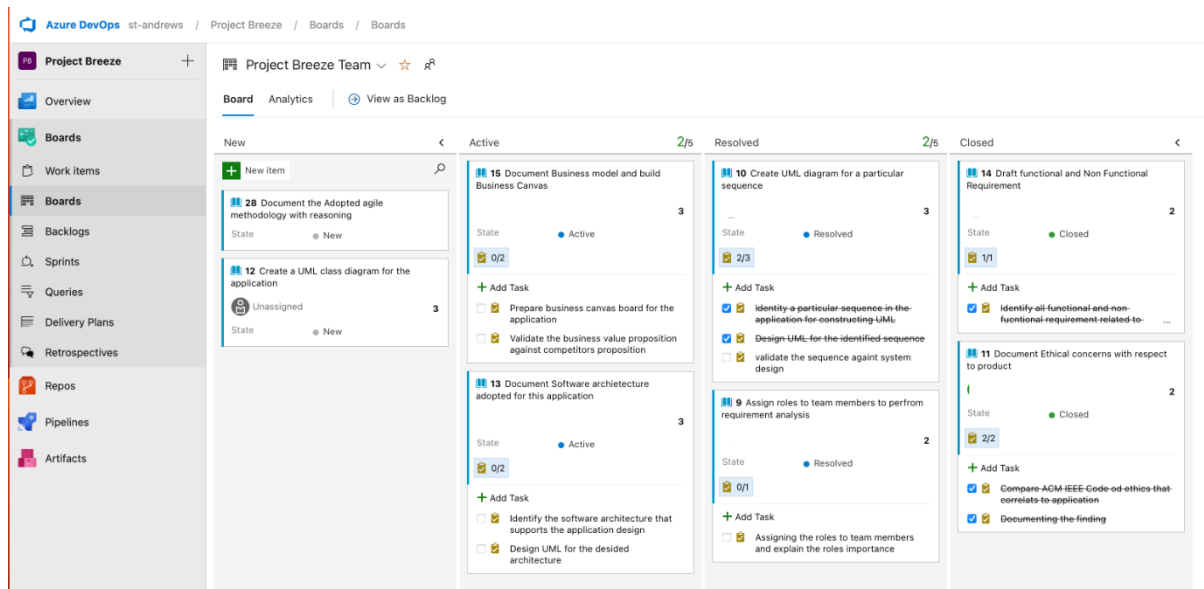 Azure DevOps st-andrews / Project Breeze / Boards / Boards
PB Project Breeze
Overview
Boards
Work items
Boards
Backlogs
Sprints
Queries
Delivery Plans
Retrospectives
Repos
Pipelines
Artifacts
Project Breeze Team
Board Analytics View as Backlog
New
New item
28 Document the Adopted agile
methodology with reasoning
State New
12 Create a UML class diagram for the
application
Unassigned 3
State New
Active 2/5
15 Document Business model and build
Business Canvas
3
State Active
0/2
Add Task
Prepare business canvas board for the
application
Validate the business value proposition
against competitors proposition
13 Document Software archietecture
adopted for this application
3
State Active
0/2
Add Task
Identify the software architecture that
supports the application design
Design UML for the desided
architecture
Resolved 2/5
10 Create UML diagram for a particular
sequence
3
State Resolved
2/3
Add Task
Identity a particular sequence in the
application for constructing UML
Design UML for the identified sequence
validate the sequence againt system
design
9 Assign roles to team members to perfrom
requirement analysis
2
State Resolved
0/1
Add Task
Assigning the roles to team members
and explain the roles importance
Closed
14 Draft functional and Non Functional
Requirement
2
State Closed
1/1
Add Task
Identify all functional and non-
fucntional requirement related to ...
11 Document Ethical concerns with respect
to product
2
State Closed
2/2
Add Task
Compare ACM IEEE Code od ethics that
correlats to application
Documenting the finding